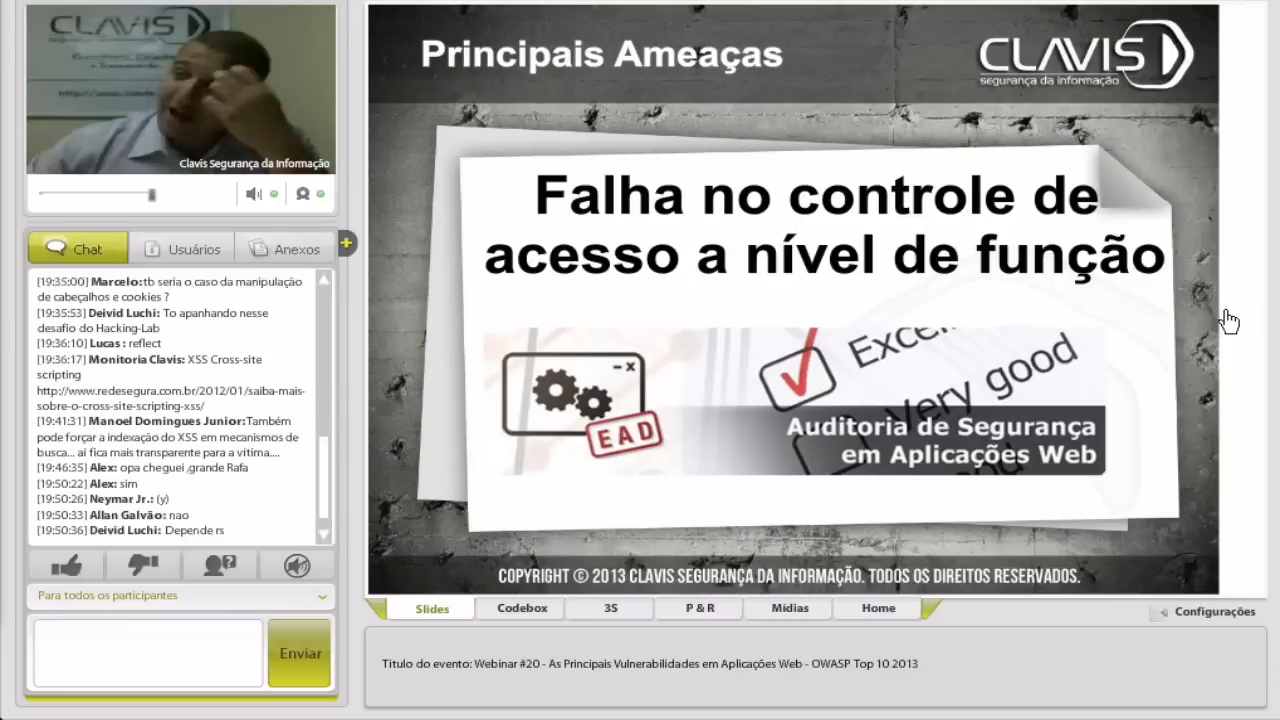 CLAVIS
http://www.clavis
Clavis Segurança da Informação
Chat
Usuários
Anexos
[19:35:00] Marcelo:tb seria o caso da manipulação
de cabeçalhos e cookies ?
[19:35:53] Deivid Luchi: To apanhando nesse
desafio do Hacking-Lab
[19:36:10] Lucas : reflect
[19:36:17] Monitoria Clavis: XSS Cross-site
scripting
http://www.redesegura.com.br/2012/01/saiba-mais-
sobre-o-cross-site-scripting-xss/
[19:41:31] Manoel Domingues Junior:Também
pode forçar a indexação do XSS em mecanismos de
busca... aí fica mais transparente para a vítima....
[19:46:35] Alex: opa cheguei ,grande Rafa
[19:50:22] Alex: sim
[19:50:26] Neymar Jr.: (y)
[19:50:33] Allan Galvão: nao
[19:50:36] Deivid Luchi: Depende rs
Para todos os participantes
Enviar
Principais Ameaças
CLAVIS
segurança da informação
Falha no controle de
acesso a nível de função
EAD
Very good
Auditoria de Segurança
em Aplicações Web
COPYRIGHT © 2013 CLAVIS SEGURANÇA DA INFORMAÇÃO. TODOS OS DIREITOS RESERVADOS.
Slides
Codebox
3S
P & R
Mídias
Home
Configurações
Titulo do evento: Webinar #20 - As Principais Vulnerabilidades em Aplicações Web - OWASP Top 10 2013